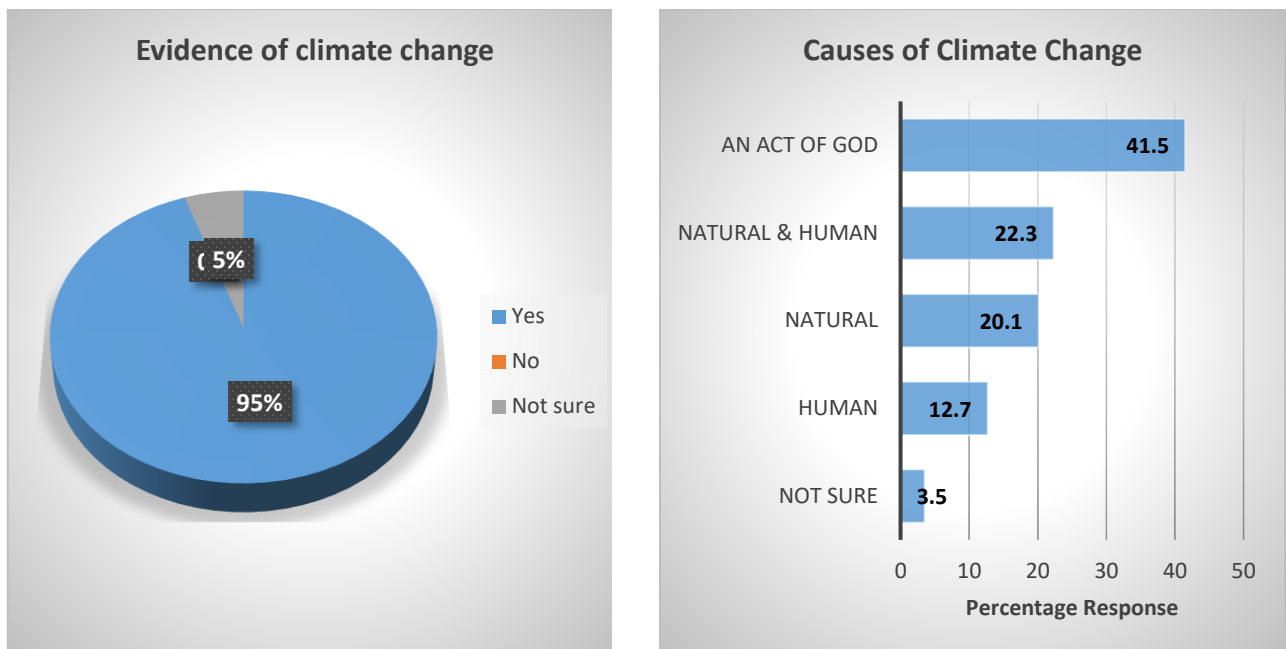 Evidence of climate change
5%
95%
Yes
No
Not sure
Causes of Climate Change
AN ACT OF GOD
41.5
NATURAL & HUMAN
22.3
NATURAL
20.1
HUMAN
12.7
NOT SURE
3.5
0 10 20 30 40 50
Percentage Response